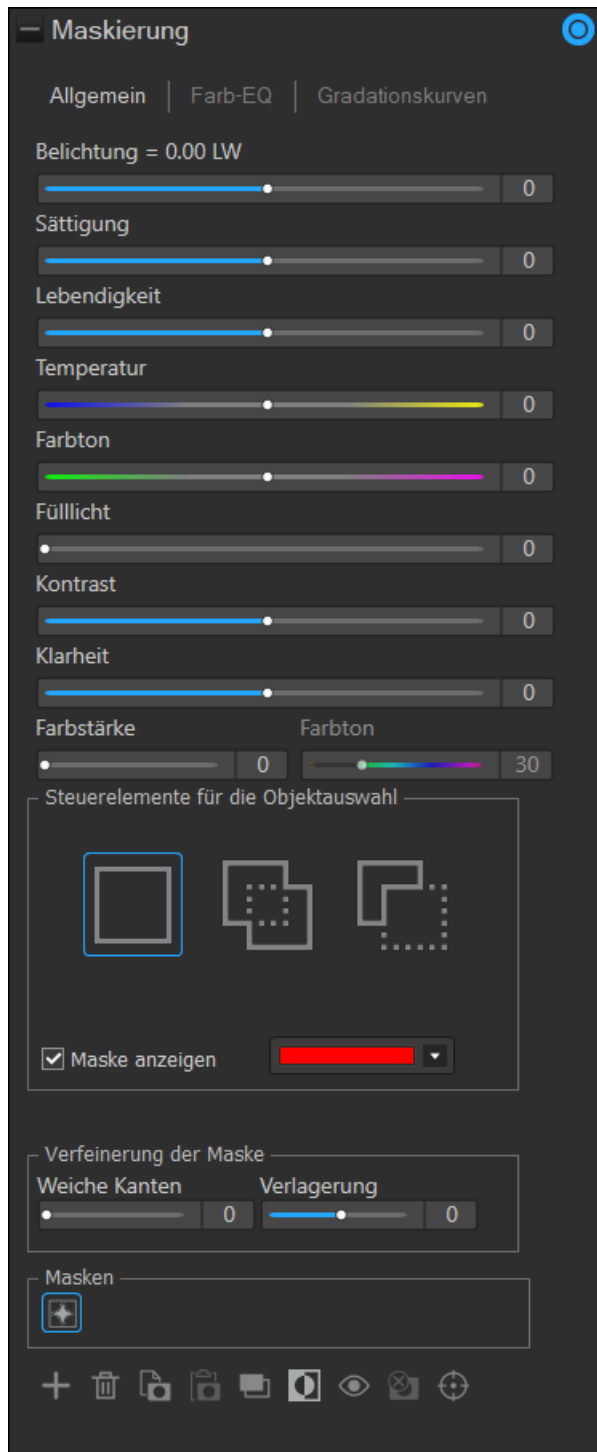 Maskierung
Allgemein | Farb-EQ | Gradationskurven
Belichtung = 0.00 LW
0
Sättigung
0
Lebendigkeit
0
Temperatur
0
Farbton
0
Fülllicht
0
Kontrast
0
Klarheit
0
Farbstärke Farbton
0 30
Steuerelemente für die Objektauswahl
Maske anzeigen
Verfeinerung der Maske
Weiche Kanten Verlagerung
0 0
Masken